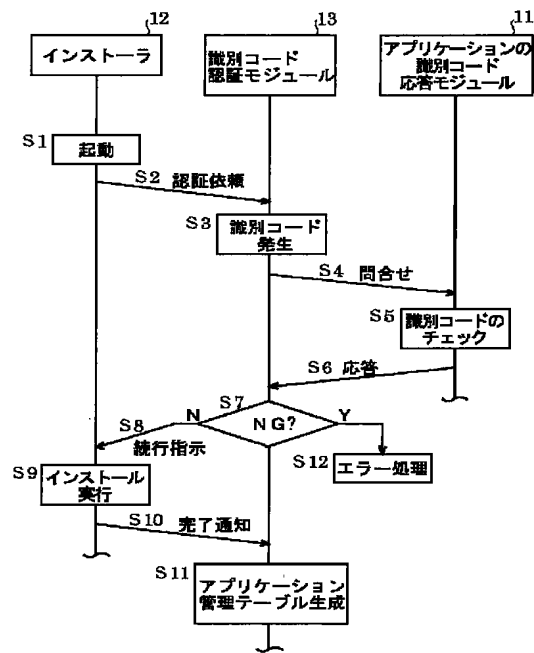 12
13
11
インストーラ
識別コード
認証モジュール
アプリケーションの
識別コード
応答モジュール
S1
起動
S2 認証依頼
S3
識別コード
発生
S4 問合せ
S5
識別コードの
チェック
S6 応答
S7
N
NG?
Y
S8
続行指示
S12
エラー処理
S9
インストール
実行
S10 完了通知
S11
アプリケーション
管理テーブル生成